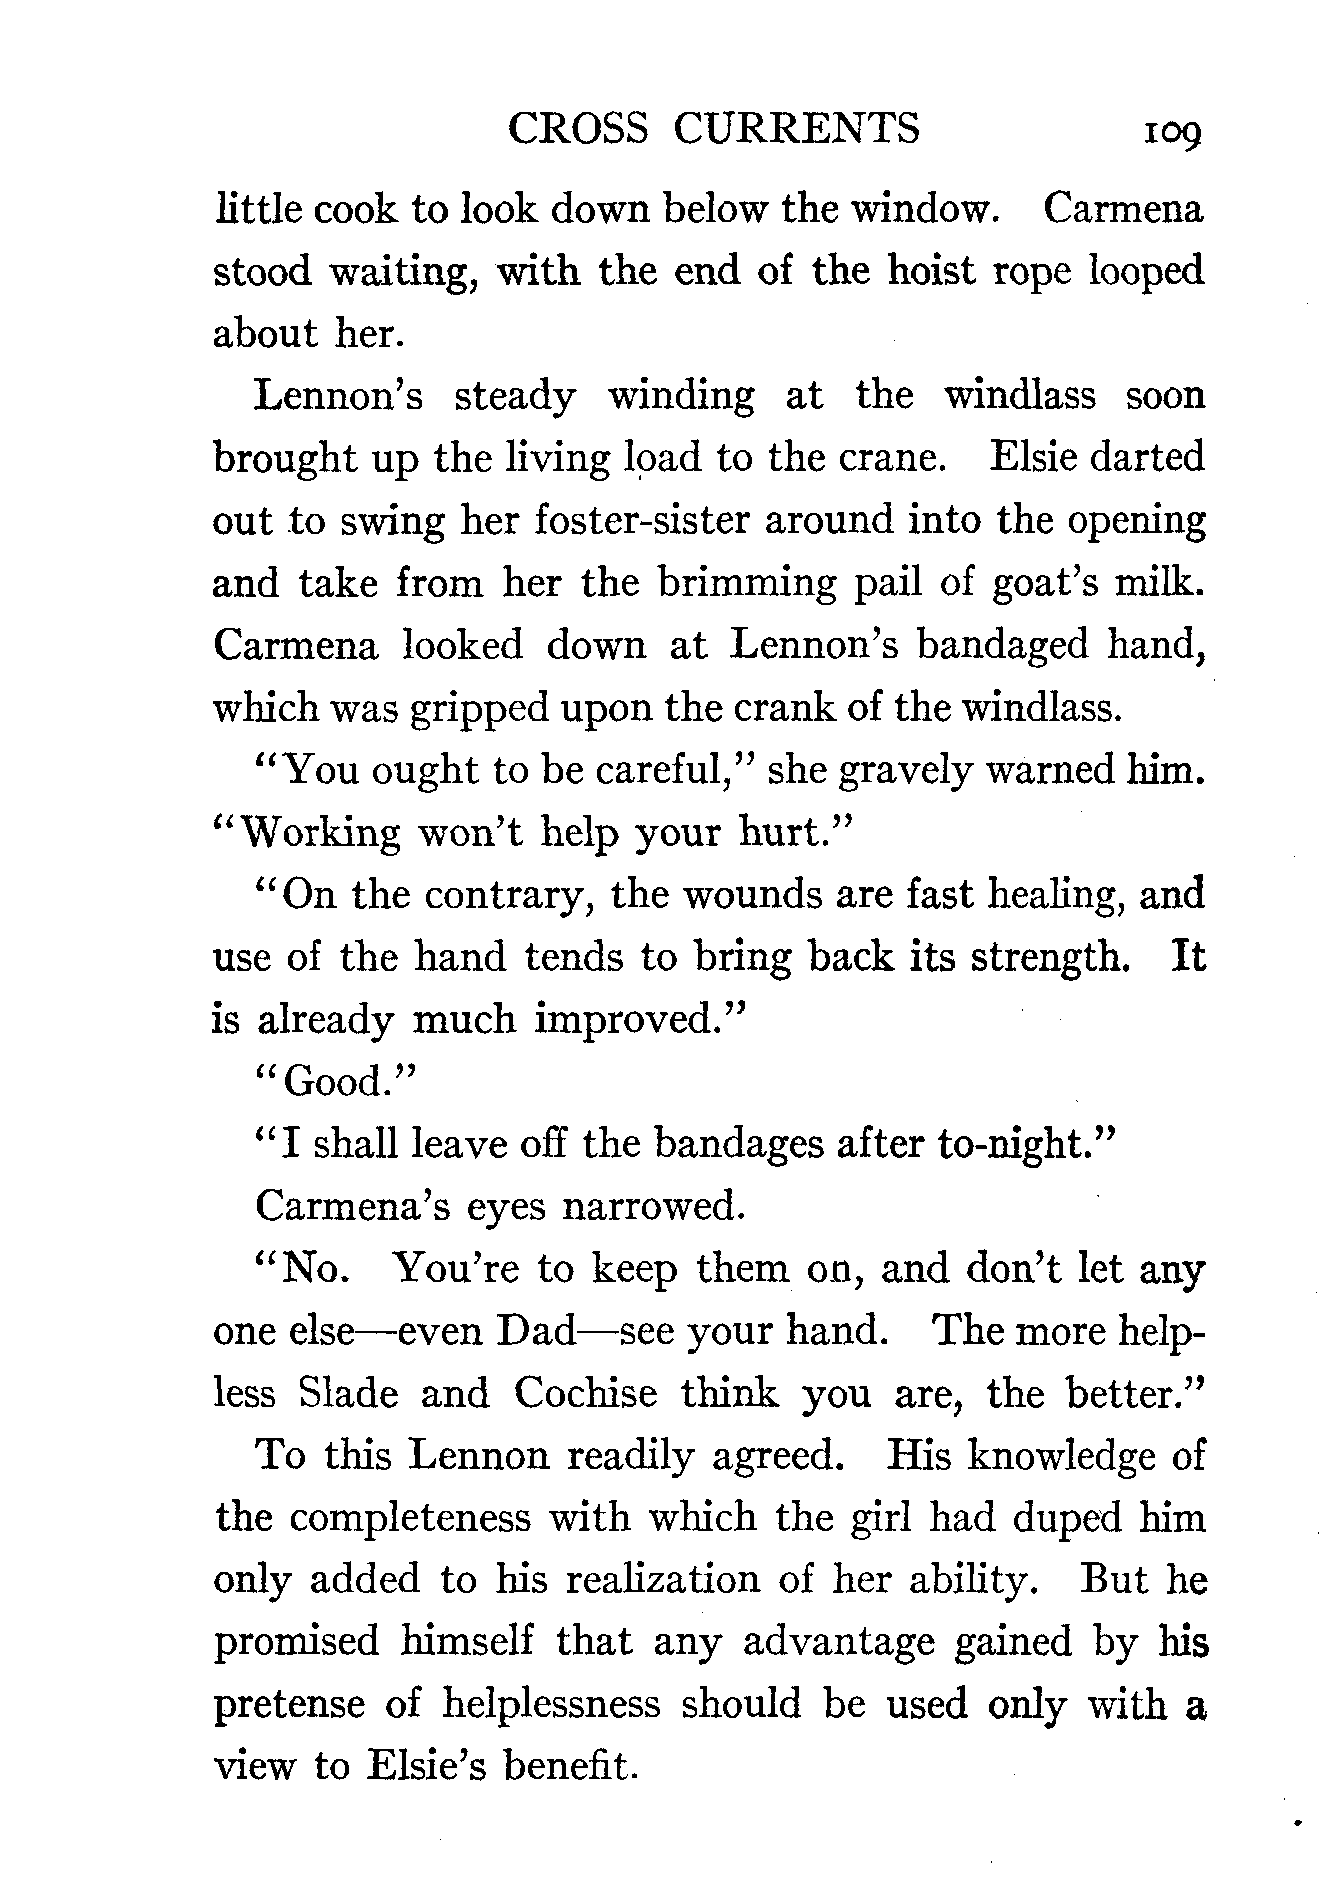 CROSS CURRENTS 109
little cook to look down below the window. Carmena
stood waiting, with the end of the hoist rope looped
about her.
Lennon's steady winding at the windlass soon
brought up the living load to the crane. Elsie darted
out to swing her foster-sister around into the opening
and take from her the brimming pail of goat's milk.
Carmena looked down at Lennon's bandaged hand,
which was gripped upon the crank of the windlass.
"You ought to be careful," she gravely warned him.
"Working won't help your hurt."
"On the contrary, the wounds are fast healing, and
use of the hand tends to bring back its strength. It
is already much improved."
"Good."
"I shall leave off the bandages after to-night."
Carmena's eyes narrowed.
"No. You're to keep them on, and don't let any
one else—even Dad—see your hand. The more help-
less Slade and Cochise think you are, the better."
To this Lennon readily agreed. His knowledge of
the completeness with which the girl had duped him
only added to his realization of her ability. But he
promised himself that any advantage gained by his
pretense of helplessness should be used only with a
view to Elsie's benefit.